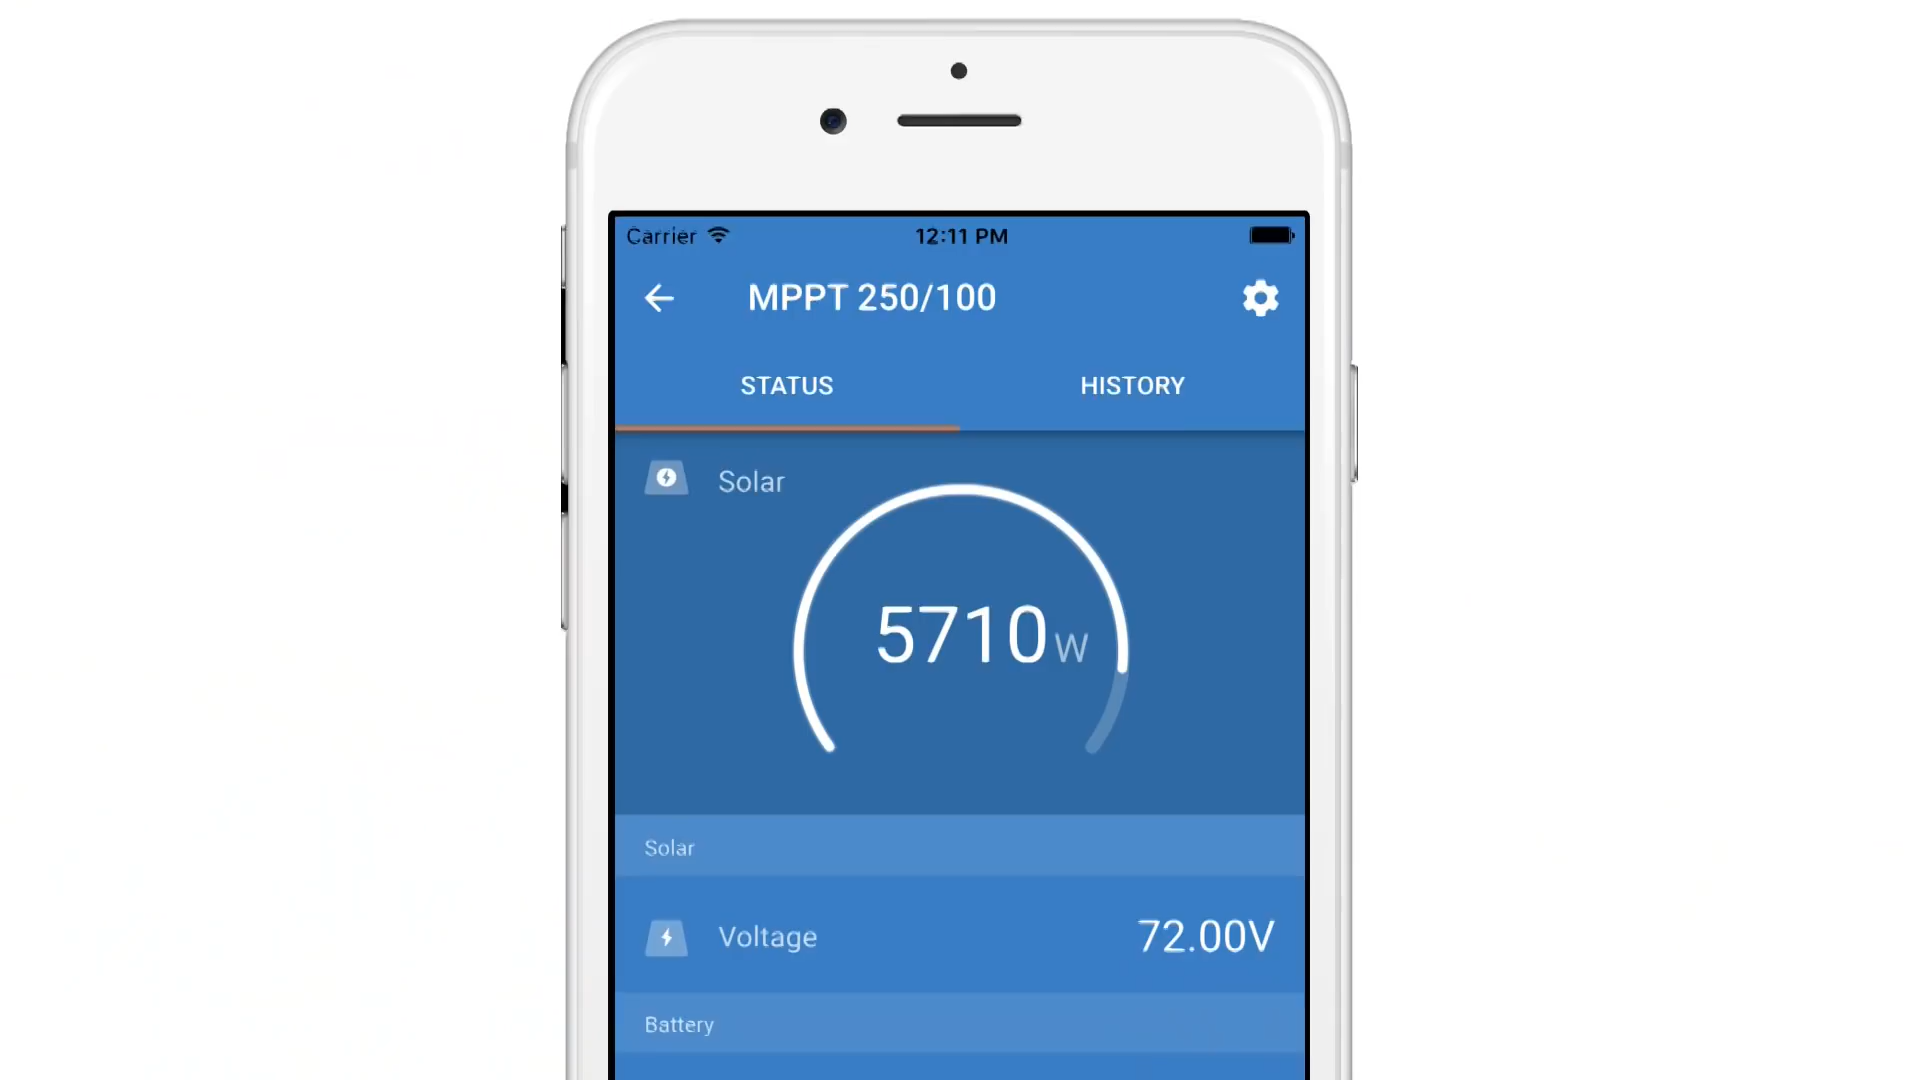 Carrier 12:11 PM
MPPT 250/100
STATUS HISTORY
Solar
5710W
Solar
Voltage 72.00V
Battery